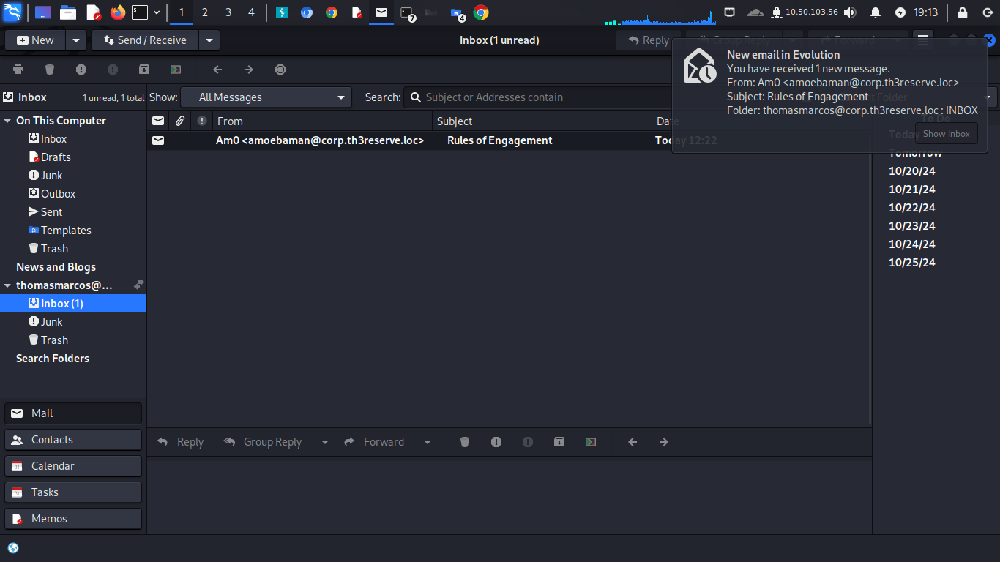 1 2 3 4 7 4 10.50.103.56 19:13
New Send / Receive Inbox (1 unread) Reply Group Reply Forward
New email in Evolution
You have received 1 new message.
From: Am0 <amoebaman@corp.th3reserve.loc>
Subject: Rules of Engagement
Folder: thomasmarcos@corp.th3reserve.loc : INBOX
Show Inbox
Inbox 1 unread, 1 total Show: All Messages Search: Subject or Addresses contain Folder
On This Computer
Inbox
Drafts
Junk
Outbox
Sent
Templates
Trash
News and Blogs
thomasmarcos@...
Inbox (1)
Junk
Trash
Search Folders
Mail
Contacts
Calendar
31
Tasks
31
Memos
From Subject Date
Am0 <amoebaman@corp.th3reserve.loc> Rules of Engagement Today 12:22
Reply Group Reply Forward
To Do
Today
Tomorrow
10/20/24
10/21/24
10/22/24
10/23/24
10/24/24
10/25/24